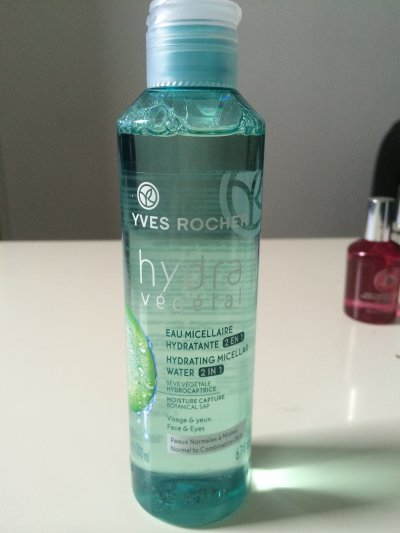 YVES ROCHER
hydra
végétal
EAU MICELLAIRE
HYDRATANTE 2 EN 1
HYDRATING MICELLAR
WATER 2 IN 1
SÈVE VÉGÉTALE
HYDROCAPTRICE
MOISTURE CAPTURE
BOTANICAL SAP
Visage & yeux
Face & Eyes
Peaux Normales à Mixtes
Normal to Combination